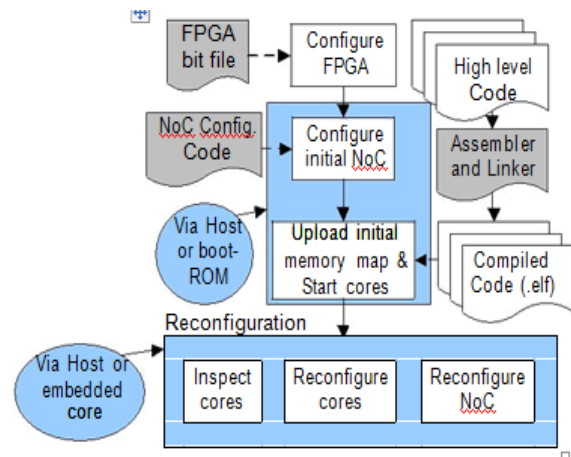 FPGA
bit file
Configure
FPGA
High level
Code
NoC Config.
Code
Configure
initial NoC
Assembler
and Linker
Via Host
or boot-
ROM
Upload initial
memory map &
Start cores
Compiled
Code (.elf)
Reconfiguration
Via Host or
embedded
core
Inspect
cores
Reconfigure
cores
Reconfigure
NoC